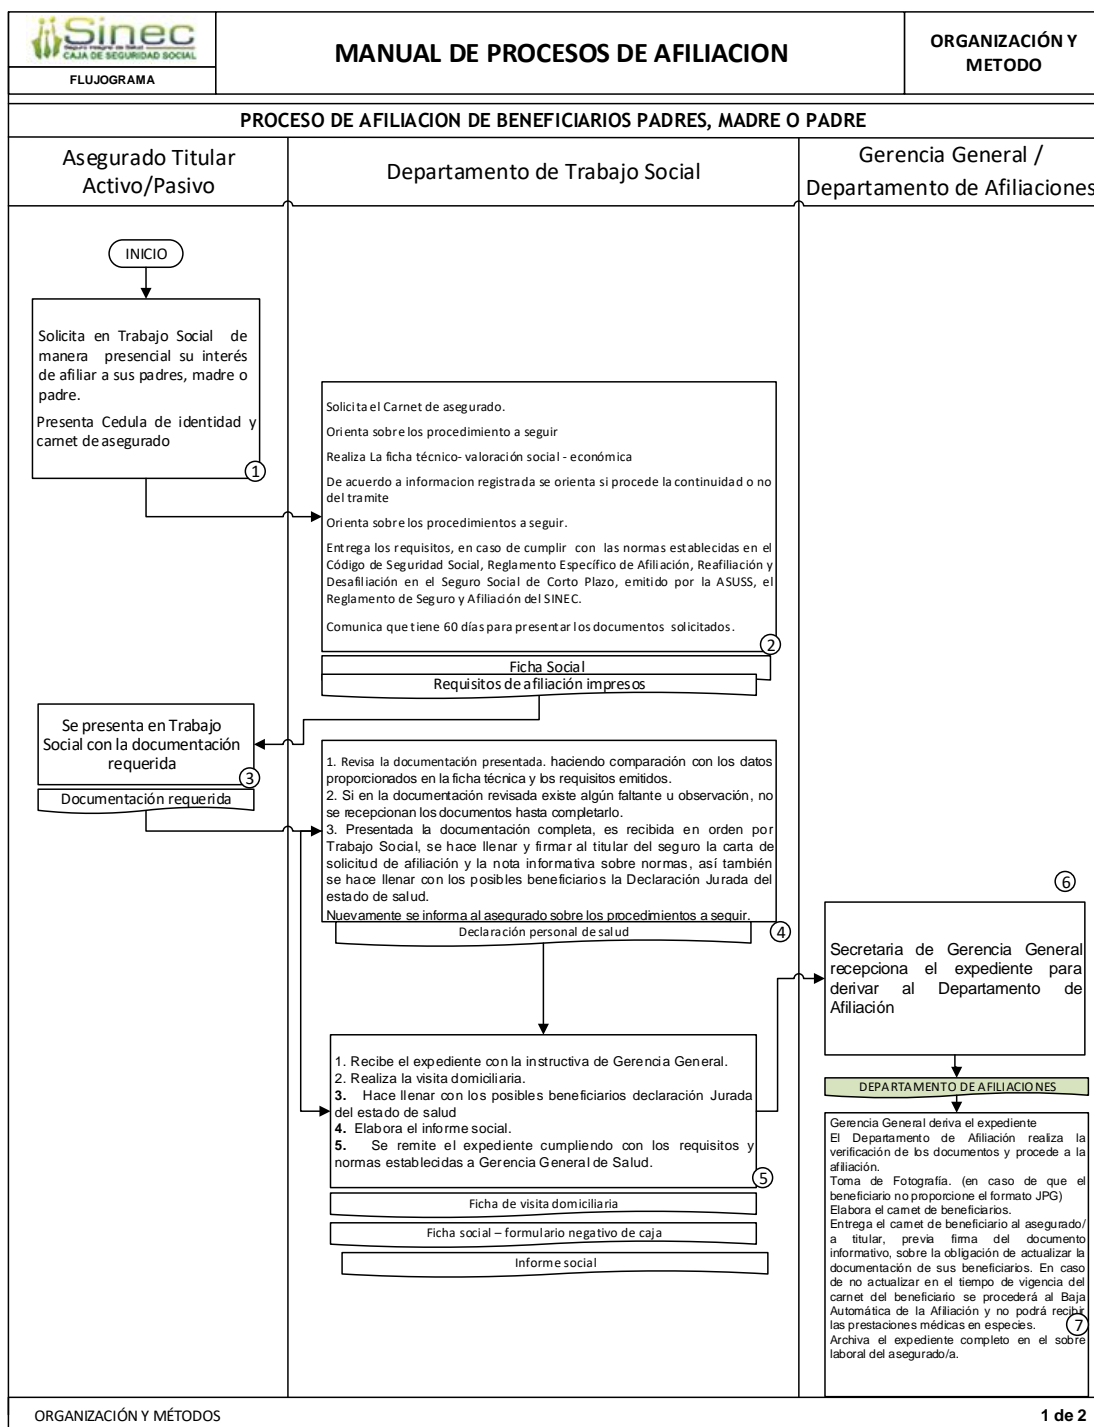 Sinec
Seguro Integral de Salud
CAJA DE SEGURIDAD SOCIAL
FLUJOGRAMA
MANUAL DE PROCESOS DE AFILIACION
ORGANIZACIÓN Y
METODO
PROCESO DE AFILIACION DE BENEFICIARIOS PADRES, MADRE O PADRE
Asegurado Titular
Activo/Pasivo
Departamento de Trabajo Social
Gerencia General /
Departamento de Afiliaciones
INICIO
Solicita en Trabajo Social de
manera presencial su interés
de afiliar a sus padres, madre o
padre.
Presenta Cedula de identidad y
carnet de asegurado
1
Solicita el Carnet de asegurado.
Orienta sobre los procedimiento a seguir
Realiza La ficha técnico- valoración social - económica
De acuerdo a informacion registrada se orienta si procede la continuidad o no
del tramite
Orienta sobre los procedimientos a seguir.
Entrega los requisitos, en caso de cumplir con las normas establecidas en el
Código de Seguridad Social, Reglamento Específico de Afiliación, Reafiliación y
Desafiliación en el Seguro Social de Corto Plazo, emitido por la ASUSS, el
Reglamento de Seguro y Afiliación del SINEC.
Comunica que tiene 60 días para presentar los documentos solicitados.
2
Ficha Social
Requisitos de afiliación impresos
Se presenta en Trabajo
Social con la documentación
requerida
3
Documentación requerida
1. Revisa la documentación presentada. haciendo comparación con los datos
proporcionados en la ficha técnica y los requisitos emitidos.
2. Si en la documentación revisada existe algún faltante u observación, no
se recepcionan los documentos hasta completarlo.
3. Presentada la documentación completa, es recibida en orden por
Trabajo Social, se hace llenar y firmar al titular del seguro la carta de
solicitud de afiliación y la nota informativa sobre normas, así también
se hace llenar con los posibles beneficiarios la Declaración Jurada del
estado de salud.
Nuevamente se informa al asegurado sobre los procedimientos a seguir.
4
Declaración personal de salud
6
Secretaria de Gerencia General
recepciona el expediente para
derivar al Departamento de
Afiliación
1. Recibe el expediente con la instructiva de Gerencia General.
2. Realiza la visita domiciliaria.
3. Hace llenar con los posibles beneficiarios declaración Jurada
del estado de salud
4. Elabora el informe social.
5. Se remite el expediente cumpliendo con los requisitos y
normas establecidas a Gerencia General de Salud.
5
Ficha de visita domiciliaria
Ficha social – formulario negativo de caja
Informe social
DEPARTAMENTO DE AFILIACIONES
Gerencia General deriva el expediente
El Departamento de Afiliación realiza la
verificación de los documentos y procede a la
afiliación.
Toma de Fotografía. (en caso de que el
beneficiario no proporcione el formato JPG)
Elabora el carnet de beneficiarios.
Entrega el carnet de beneficiario al asegurado/
a titular, previa firma del documento
informativo, sobre la obligación de actualizar la
documentación de sus beneficiarios. En caso
de no actualizar en el tiempo de vigencia del
carnet del beneficiario se procederá al Baja
Automática de la Afiliación y no podrá recibir
las prestaciones médicas en especies.
Archiva el expediente completo en el sobre
laboral del asegurado/a.
7
ORGANIZACIÓN Y MÉTODOS
1 de 2